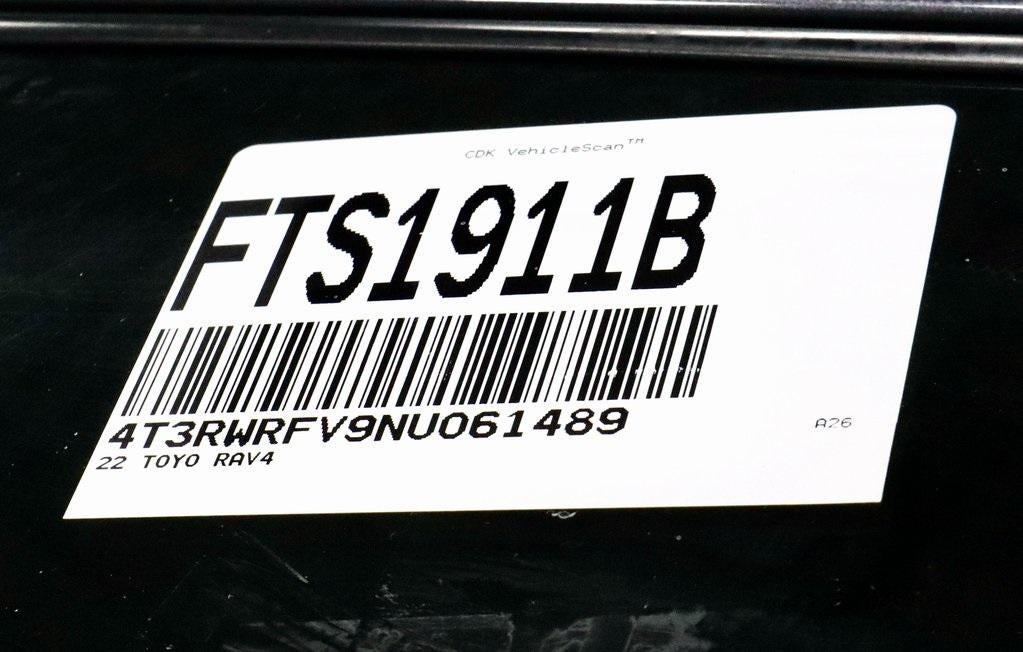 CDK VehicleScan™
FTS1911B
4T3RWRFV9NU061489
22 TOYO RAV4
A26